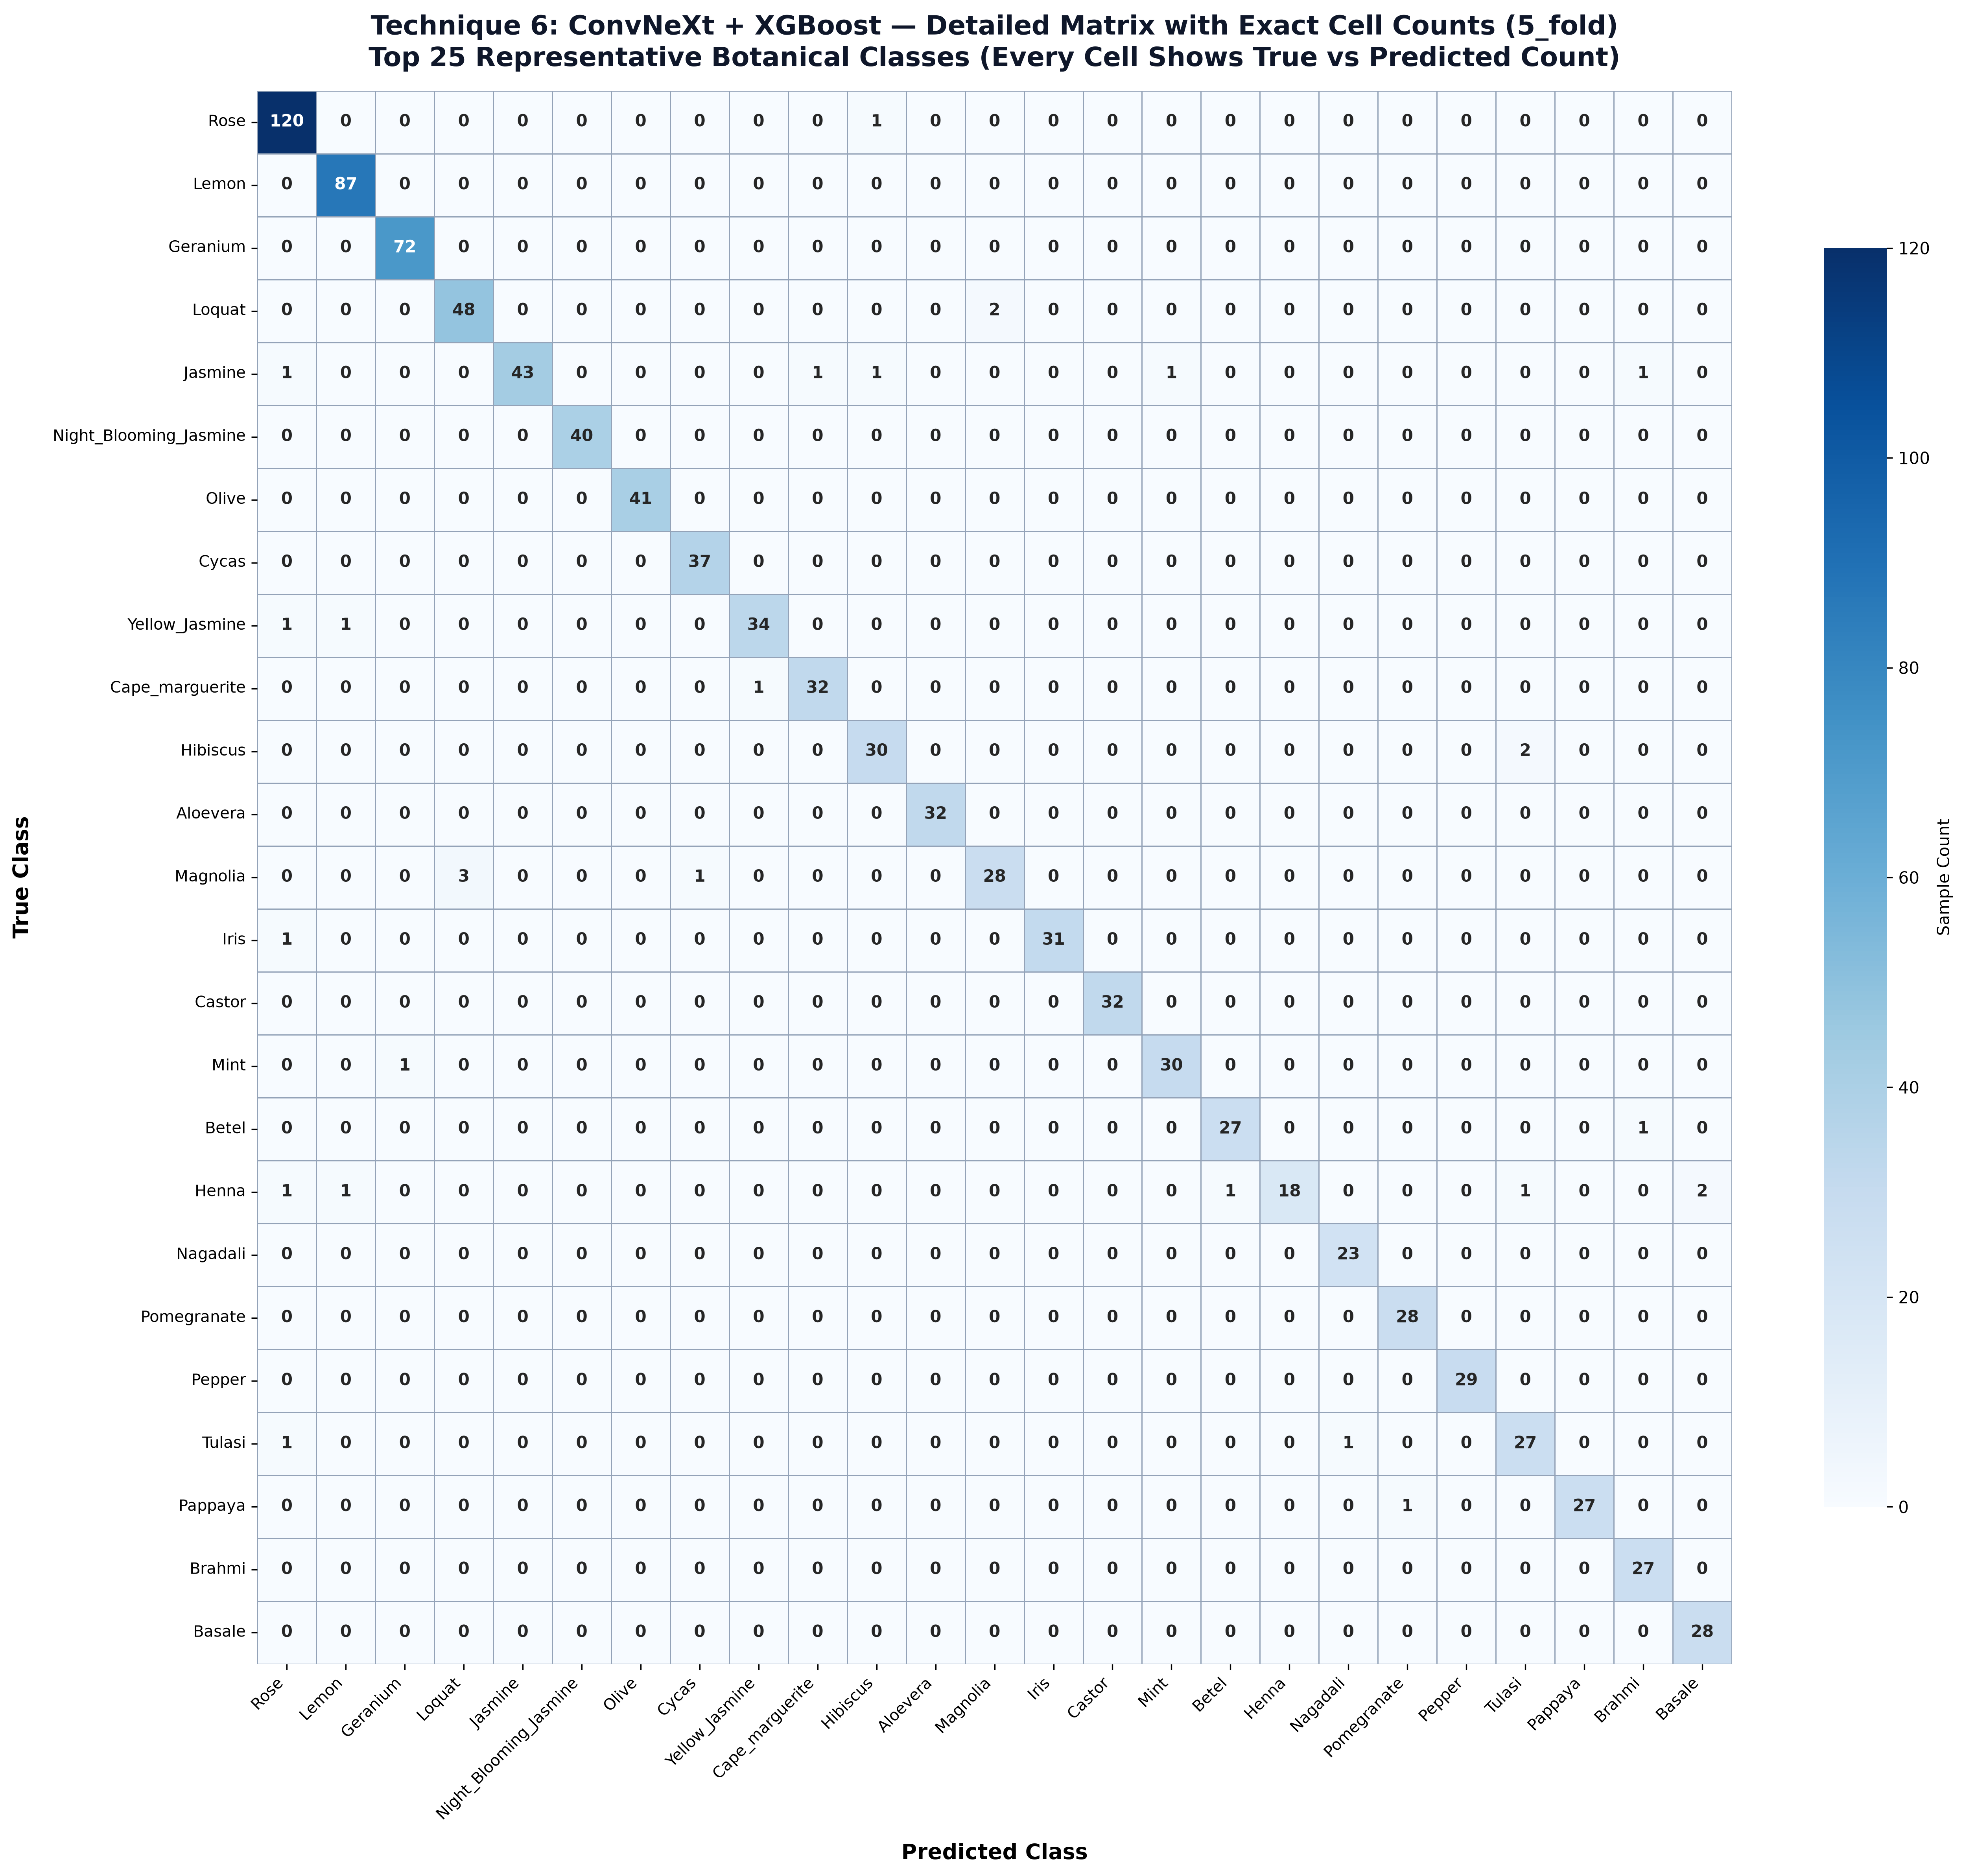 Technique 6: ConvNeXt + XGBoost — Detailed Matrix with Exact Cell Counts (5_fold)
Top 25 Representative Botanical Classes (Every Cell Shows True vs Predicted Count)
True Class
Rose 120 0 0 0 0 0 0 0 0 0 1 0 0 0 0 0 0 0 0 0 0 0 0 0 0
Lemon 0 87 0 0 0 0 0 0 0 0 0 0 0 0 0 0 0 0 0 0 0 0 0 0 0
Geranium 0 0 72 0 0 0 0 0 0 0 0 0 0 0 0 0 0 0 0 0 0 0 0 0 0
Loquat 0 0 0 48 0 0 0 0 0 0 0 0 2 0 0 0 0 0 0 0 0 0 0 0 0
Jasmine 1 0 0 0 43 0 0 0 0 1 1 0 0 0 0 1 0 0 0 0 0 0 0 1 0
Night_Blooming_Jasmine 0 0 0 0 0 40 0 0 0 0 0 0 0 0 0 0 0 0 0 0 0 0 0 0 0
Olive 0 0 0 0 0 0 41 0 0 0 0 0 0 0 0 0 0 0 0 0 0 0 0 0 0
Cycas 0 0 0 0 0 0 0 37 0 0 0 0 0 0 0 0 0 0 0 0 0 0 0 0 0
Yellow_Jasmine 1 1 0 0 0 0 0 0 34 0 0 0 0 0 0 0 0 0 0 0 0 0 0 0 0
Cape_marguerite 0 0 0 0 0 0 0 0 1 32 0 0 0 0 0 0 0 0 0 0 0 0 0 0 0
Hibiscus 0 0 0 0 0 0 0 0 0 0 30 0 0 0 0 0 0 0 0 0 0 2 0 0 0
Aloevera 0 0 0 0 0 0 0 0 0 0 0 32 0 0 0 0 0 0 0 0 0 0 0 0 0
Magnolia 0 0 0 3 0 0 0 1 0 0 0 0 28 0 0 0 0 0 0 0 0 0 0 0 0
Iris 1 0 0 0 0 0 0 0 0 0 0 0 0 31 0 0 0 0 0 0 0 0 0 0 0
Castor 0 0 0 0 0 0 0 0 0 0 0 0 0 0 32 0 0 0 0 0 0 0 0 0 0
Mint 0 0 1 0 0 0 0 0 0 0 0 0 0 0 0 30 0 0 0 0 0 0 0 0 0
Betel 0 0 0 0 0 0 0 0 0 0 0 0 0 0 0 0 27 0 0 0 0 0 0 1 0
Henna 1 1 0 0 0 0 0 0 0 0 0 0 0 0 0 0 1 18 0 0 0 1 0 0 2
Nagadali 0 0 0 0 0 0 0 0 0 0 0 0 0 0 0 0 0 0 23 0 0 0 0 0 0
Pomegranate 0 0 0 0 0 0 0 0 0 0 0 0 0 0 0 0 0 0 0 28 0 0 0 0 0
Pepper 0 0 0 0 0 0 0 0 0 0 0 0 0 0 0 0 0 0 0 0 29 0 0 0 0
Tulasi 1 0 0 0 0 0 0 0 0 0 0 0 0 0 0 0 0 0 1 0 0 27 0 0 0
Pappaya 0 0 0 0 0 0 0 0 0 0 0 0 0 0 0 0 0 0 0 1 0 0 27 0 0
Brahmi 0 0 0 0 0 0 0 0 0 0 0 0 0 0 0 0 0 0 0 0 0 0 0 27 0
Basale 0 0 0 0 0 0 0 0 0 0 0 0 0 0 0 0 0 0 0 0 0 0 0 0 28
Rose Lemon Geranium Loquat Jasmine Night_Blooming_Jasmine Olive Cycas Yellow_Jasmine Cape_marguerite Hibiscus Aloevera Magnolia Iris Castor Mint Betel Henna Nagadali Pomegranate Pepper Tulasi Pappaya Brahmi Basale
Predicted Class
120
100
80
60
40
20
0
Sample Count